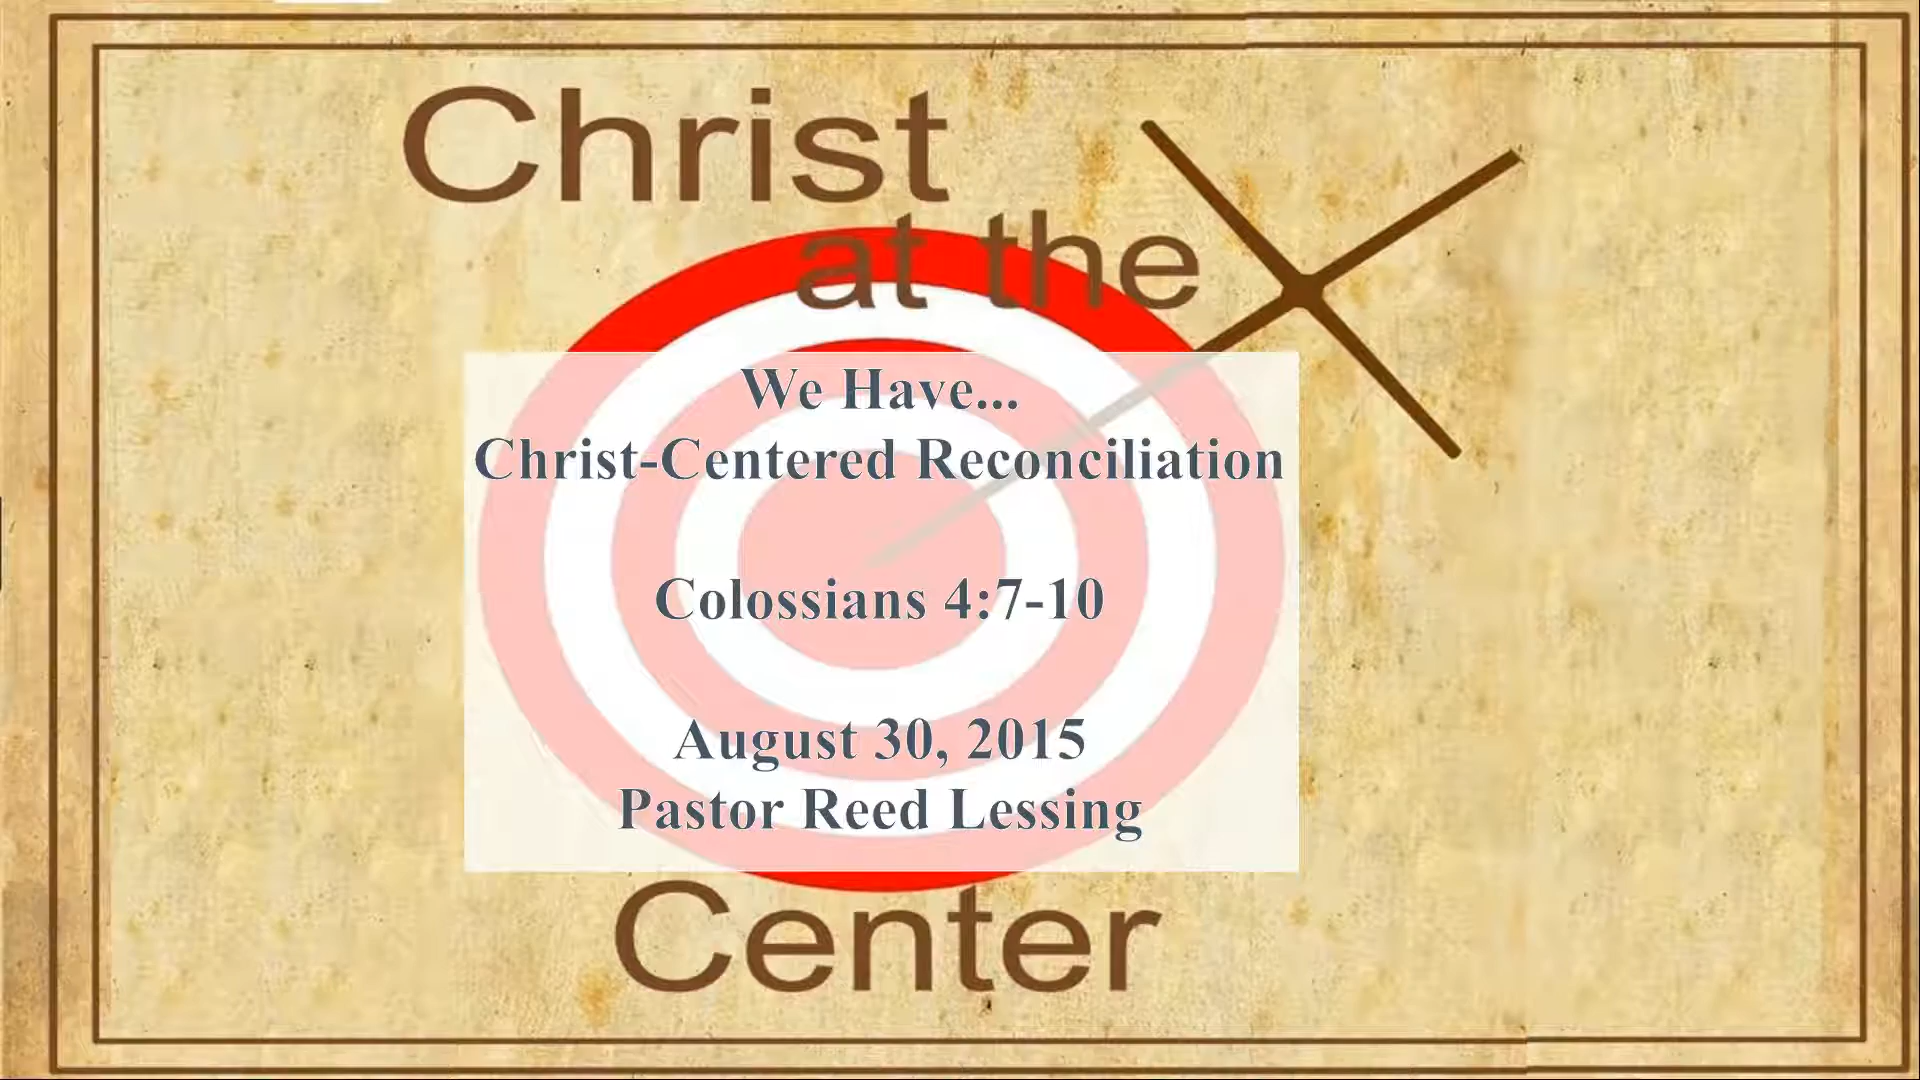 Christ
at the
We Have...
Christ-Centered Reconciliation
Colossians 4:7-10
August 30, 2015
Pastor Reed Lessing
Center